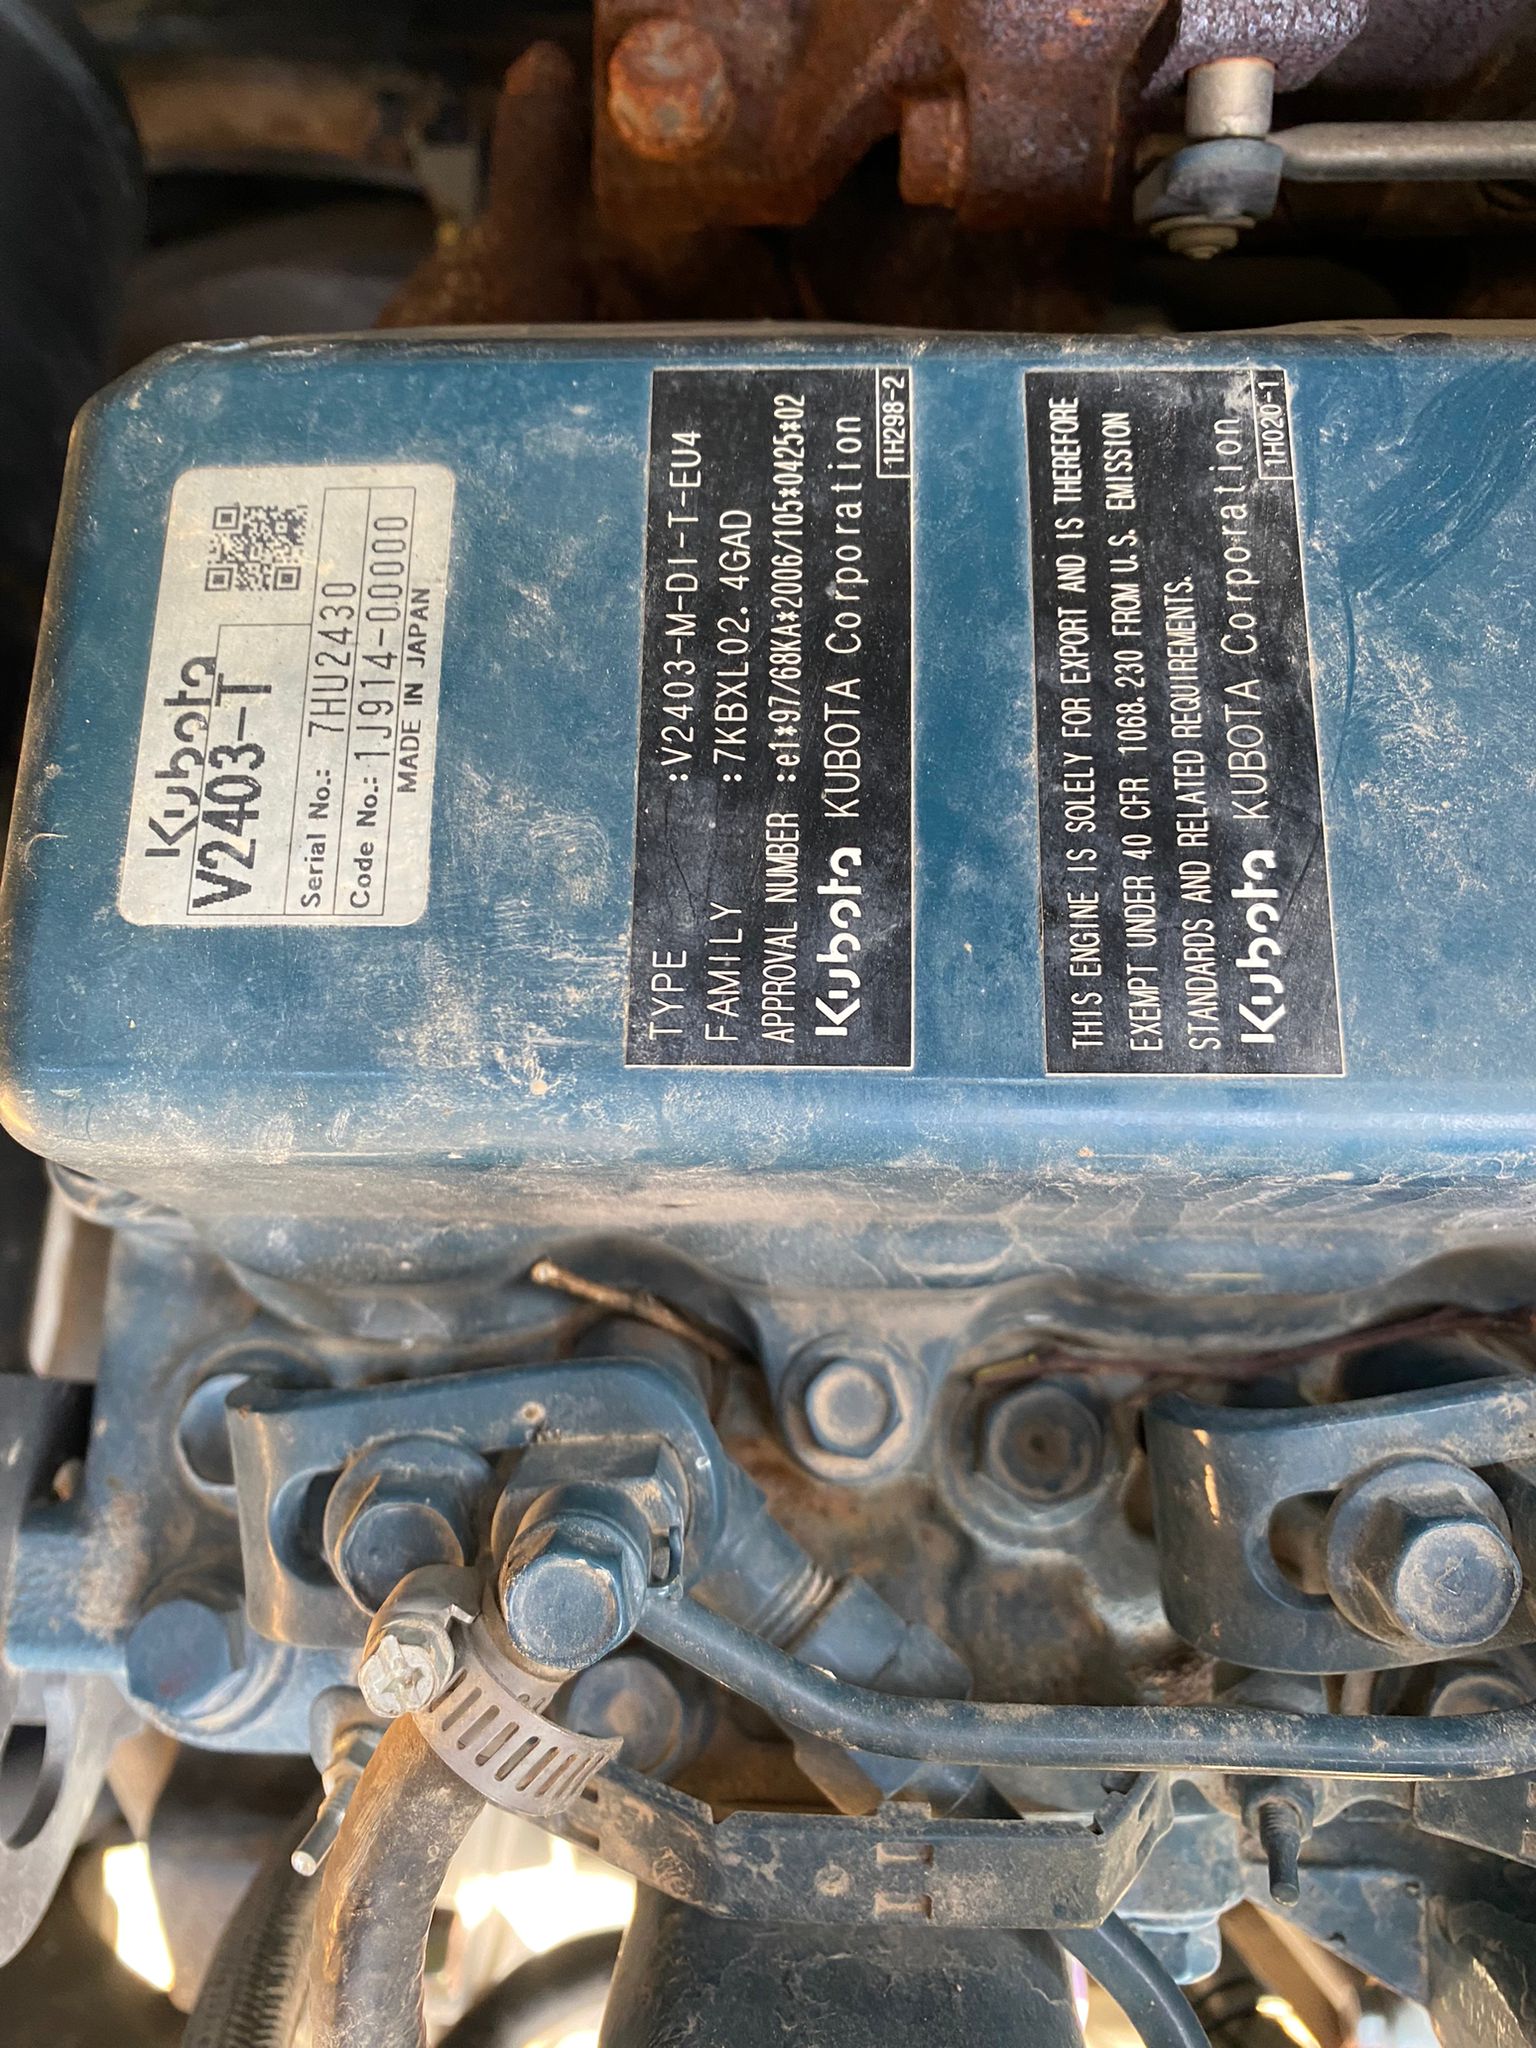 Kubota
V2403-T
Serial No.: 7HU2430
Code No.: 1J914-00000
MADE IN JAPAN
TYPE :V2403-M-DI-T-EU4
FAMILY :7KBXL02.4GAD
APPROVAL NUMBER :e1*97/68KA*2006/105*0425*02
Kubota KUBOTA Corporation
1H298-2
THIS ENGINE IS SOLELY FOR EXPORT AND IS THEREFORE
EXEMPT UNDER 40 CFR 1068.230 FROM U.S. EMISSION
STANDARDS AND RELATED REQUIREMENTS.
Kubota KUBOTA Corporation
1H020-1